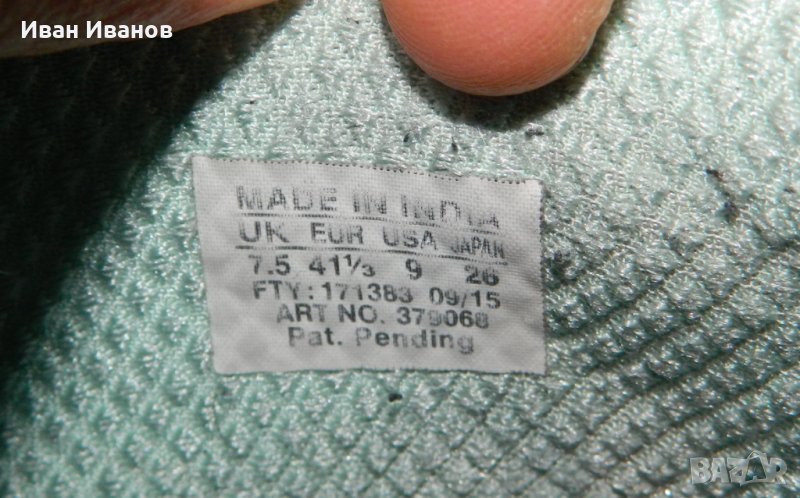 Иван Иванов
MADE IN INDIA
UK EUR USA JAPAN
7.5 41⅓ 9 26
FTY: 171383 09/15
ART NO. 379068
Pat. Pending
BAZAR